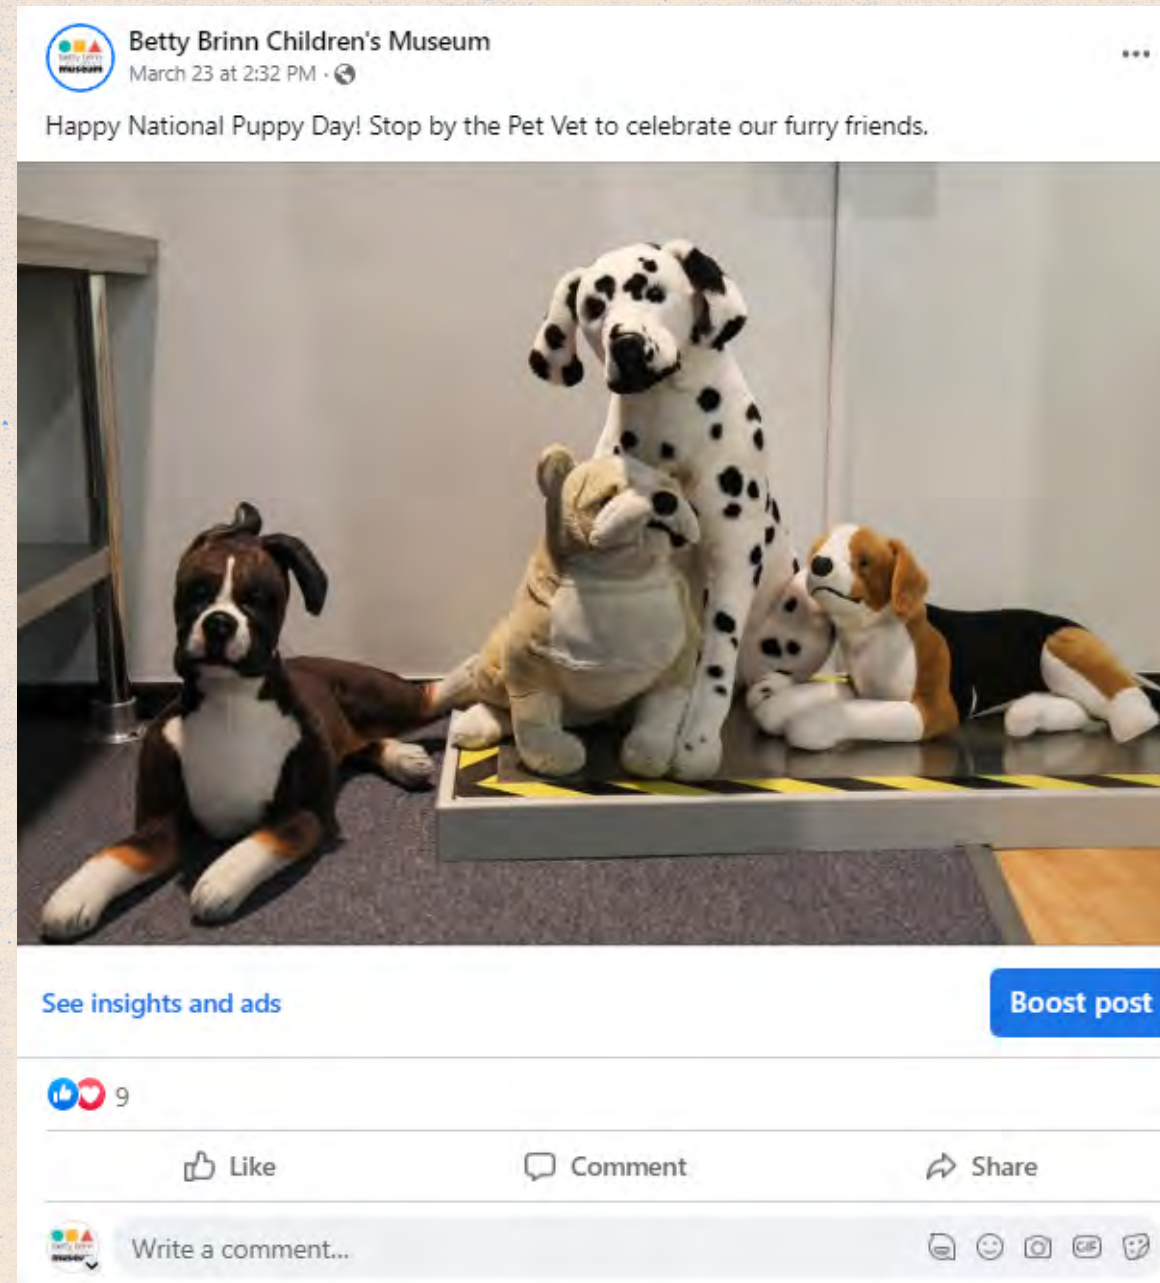 Betty Brinn Children's Museum
March 23 at 2:32 PM ·
Happy National Puppy Day! Stop by the Pet Vet to celebrate our furry friends.
See insights and ads
Boost post
9
Like
Comment
Share
Write a comment...
GIF